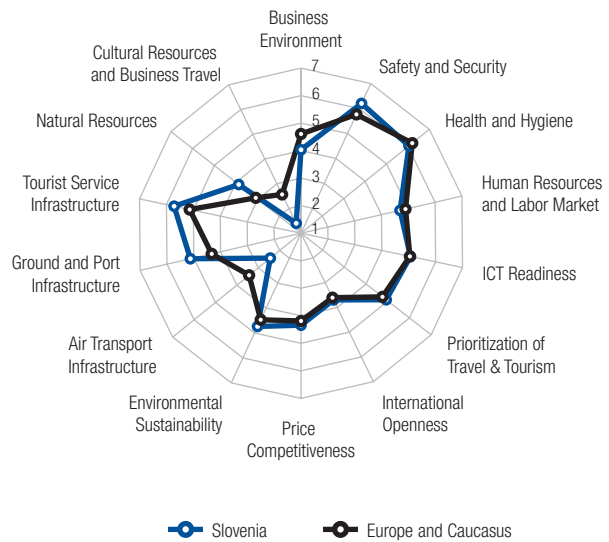 Business
Environment
Safety and Security
Health and Hygiene
Human Resources
and Labor Market
ICT Readiness
Prioritization of
Travel & Tourism
International
Openness
Price
Competitiveness
Environmental
Sustainability
Air Transport
Infrastructure
Ground and Port
Infrastructure
Tourist Service
Infrastructure
Natural Resources
Cultural Resources
and Business Travel
7
6
5
4
3
2
1
Slovenia
Europe and Caucasus